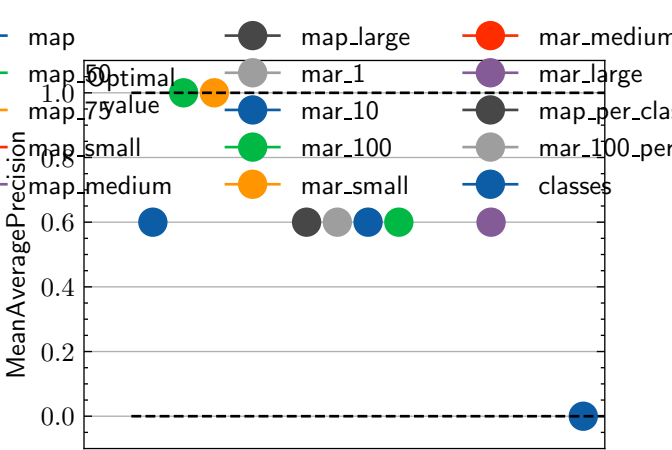 map
map_50
map_75
map_small
map_medium
map_large
mar_1
mar_10
mar_100
mar_small
mar_medium
mar_large
map_per_cla
mar_100_per
classes
Optimal
value
MeanAveragePrecision
1.0
0.8
0.6
0.4
0.2
0.0